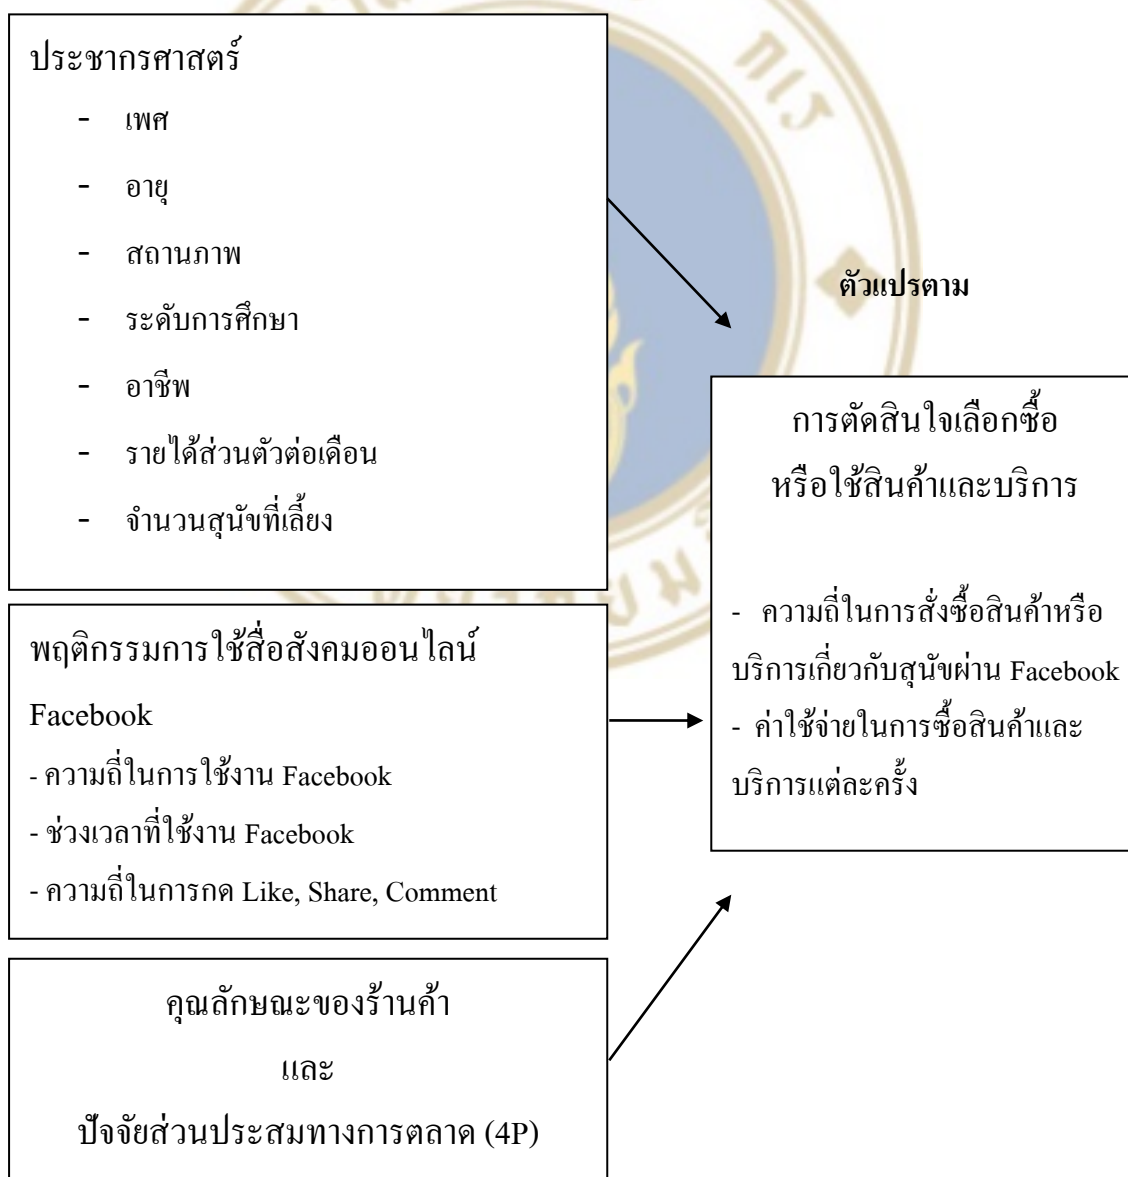 ประชากรศาสตร์
- เพศ
- อายุ
- สถานภาพ
- ระดับการศึกษา
- อาชีพ
- รายได้ส่วนตัวต่อเดือน
- จำนวนสุนัขที่เลี้ยง
พฤติกรรมการใช้สื่อสังคมออนไลน์
Facebook
- ความถี่ในการใช้งาน Facebook
- ช่วงเวลาที่ใช้งาน Facebook
- ความถี่ในการกด Like, Share, Comment
คุณลักษณะของร้านค้า
และ
ปัจจัยส่วนประสมทางการตลาด (4P)
ตัวแปรตาม
การตัดสินใจเลือกซื้อ
หรือใช้สินค้าและบริการ
- ความถี่ในการสั่งซื้อสินค้าหรือ
บริการเกี่ยวกับสุนัขผ่าน Facebook
- ค่าใช้จ่ายในการซื้อสินค้าและ
บริการแต่ละครั้ง